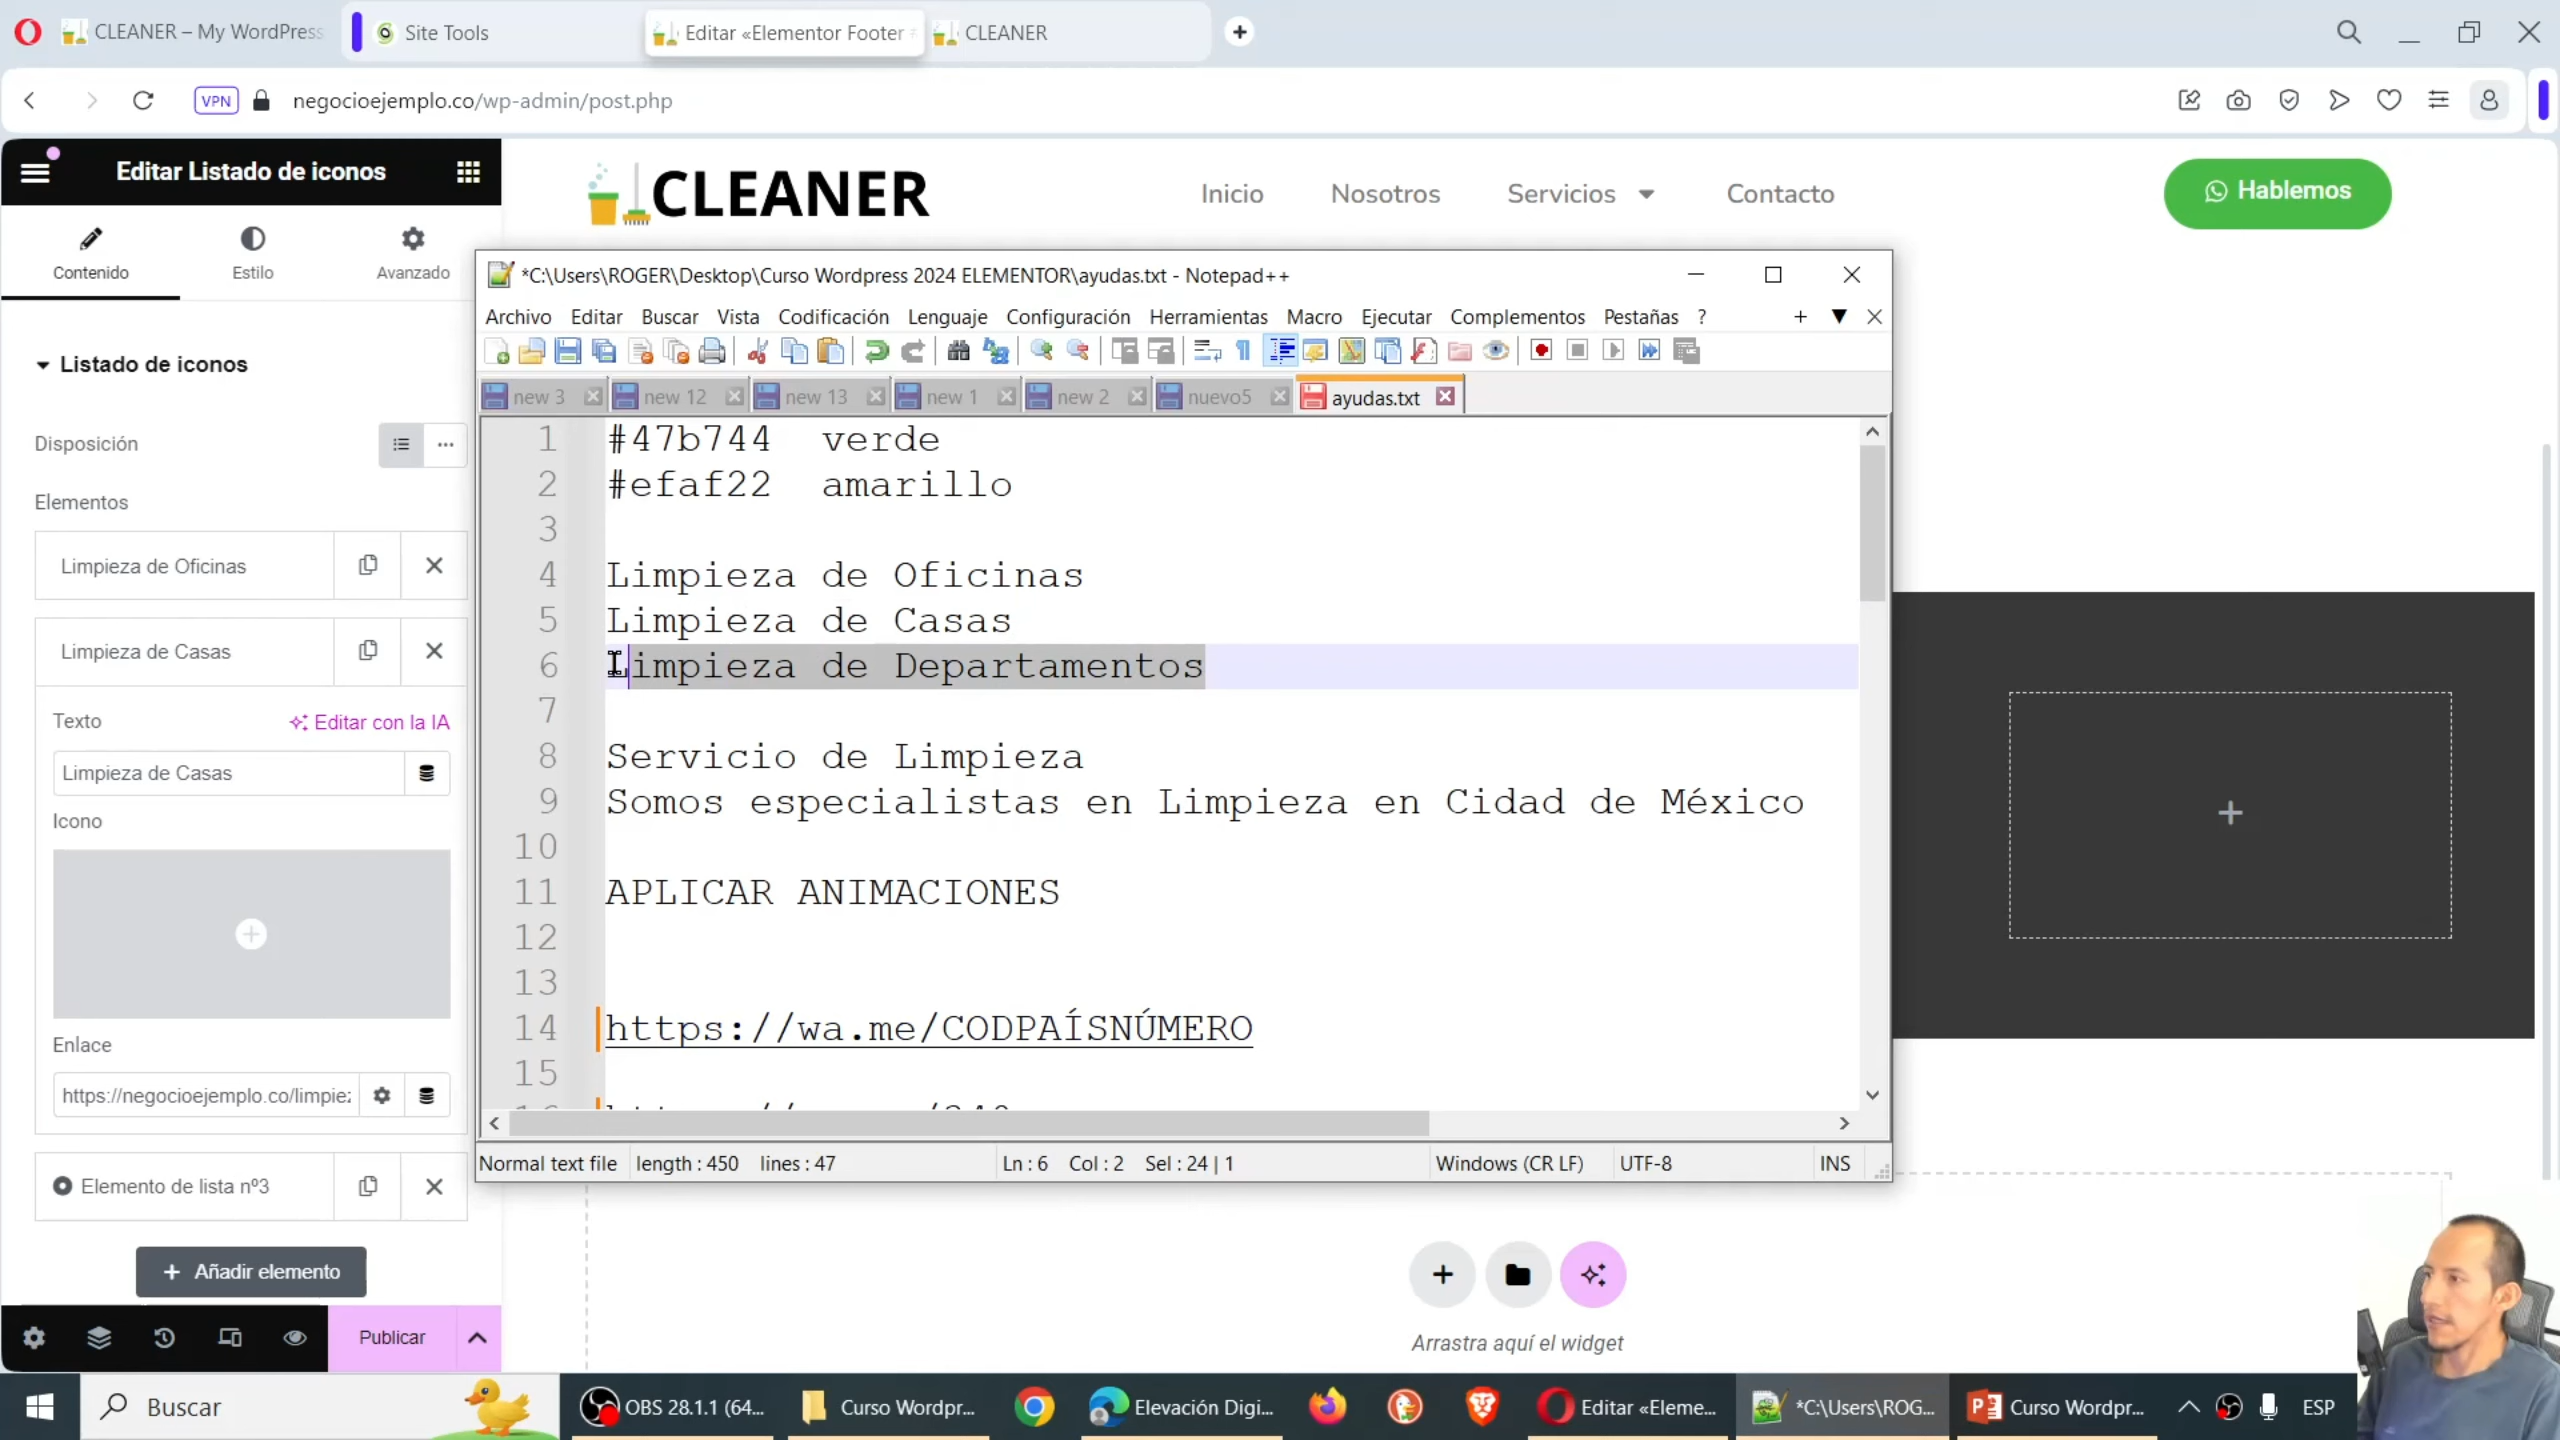 CLEANER – My WordPress
Site Tools
Editar «Elementor Footer
CLEANER
VPN
negocioejemplo.co/wp-admin/post.php
Editar Listado de iconos
CLEANER
Inicio
Nosotros
Servicios
Contacto
Hablemos
Contenido
Estilo
Avanzado
*C:\Users\ROGER\Desktop\Curso Wordpress 2024 ELEMENTOR\ayudas.txt - Notepad++
Archivo Editar Buscar Vista Codificación Lenguaje Configuración Herramientas Macro Ejecutar Complementos Pestañas ?
new 3
new 12
new 13
new 1
new 2
nuevo5
ayudas.txt
Listado de iconos
Disposición
Elementos
Limpieza de Oficinas
Limpieza de Casas
Texto
Editar con la IA
Limpieza de Casas
Icono
Enlace
https://negocioejemplo.co/limpiez
Elemento de lista nº3
Añadir elemento
Publicar
1 #47b744 verde
2 #efaf22 amarillo
3
4 Limpieza de Oficinas
5 Limpieza de Casas
6 Limpieza de Departamentos
7
8 Servicio de Limpieza
9 Somos especialistas en Limpieza en Cidad de México
10
11 APLICAR ANIMACIONES
12
13
14 https://wa.me/CODPAÍSNÚMERO
15
Normal text file
length : 450 lines : 47
Ln : 6 Col : 2 Sel : 24 | 1
Windows (CR LF)
UTF-8
INS
Arrastra aquí el widget
Buscar
OBS 28.1.1 (64...
Curso Wordpr...
Elevación Digi...
Editar «Eleme...
*C:\Users\ROG...
Curso Wordpr...
ESP